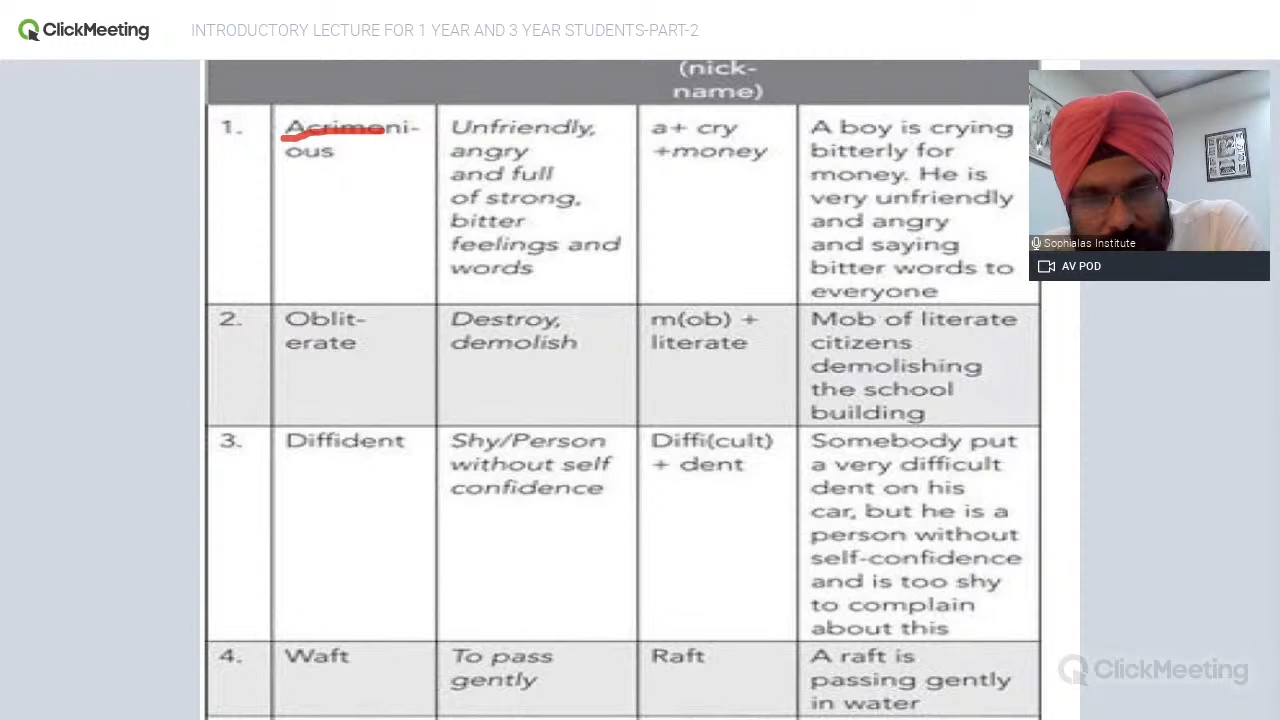 ClickMeeting
INTRODUCTORY LECTURE FOR 1 YEAR AND 3 YEAR STUDENTS-PART-2
(nick-
name)
1.
Acrimoni-
ous
Unfriendly,
angry
and full
of strong,
bitter
feelings and
words
a+ cry
+money
A boy is crying
bitterly for
money. He is
very unfriendly
and angry
and saying
bitter words to
everyone
2.
Oblit-
erate
Destroy,
demolish
m(ob) +
literate
Mob of literate
citizens
demolishing
the school
building
3.
Diffident
Shy/Person
without self
confidence
Diffi(cult)
+ dent
Somebody put
a very difficult
dent on his
car, but he is a
person without
self-confidence
and is too shy
to complain
about this
4.
Waft
To pass
gently
Raft
A raft is
passing gently
in water
Sophialas Institute
AV POD
ClickMeeting